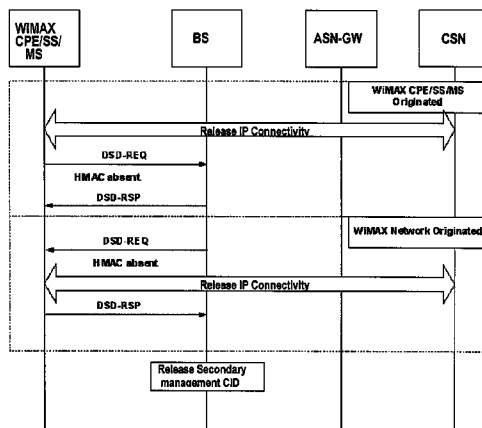 WIMAX
CPE/SS/
MS
BS
ASN-GW
CSN
WiMAX CPE/SS/MS
Originated
Release IP Connectivity
DSD-REQ
HMAC absent
DSD-RSP
WiMAX Network Originated
DSD-REQ
HMAC absent
Release IP Connectivity
DSD-RSP
Release Secondary
management CID